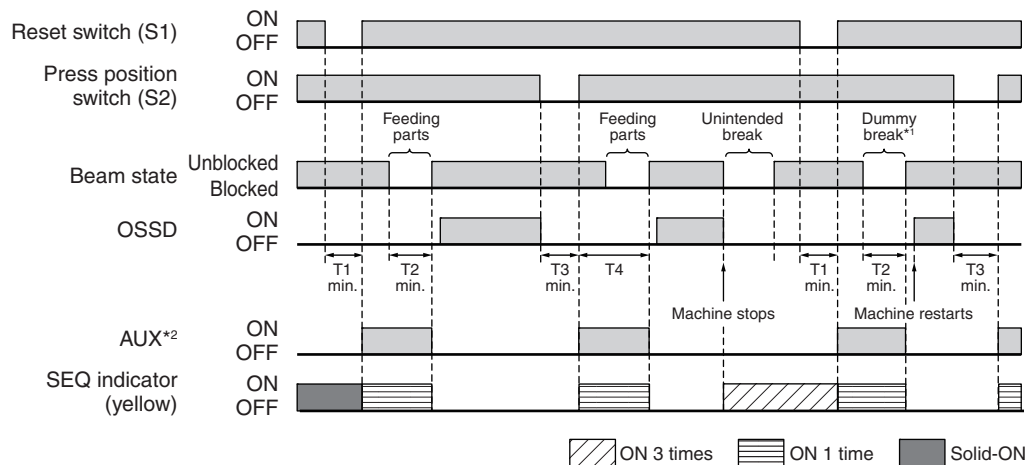 Reset switch (S1) ON
OFF
Press position
switch (S2) ON
OFF
Feeding
parts
Feeding
parts
Unintended
break
Dummy
break*1
Beam state Unblocked
Blocked
OSSD ON
OFF
T1
min.
T2
min.
T3
min.
T4
T1
min.
T2
min.
T3
min.
Machine stops
Machine restarts
AUX*2 ON
OFF
SEQ indicator
(yellow) ON
OFF
ON 3 times ON 1 time Solid-ON